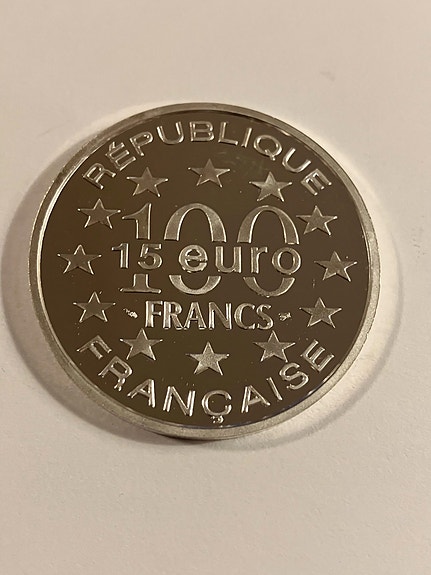 RÉPUBLIQUE
100
15 euro
FRANCS
FRANÇAISE